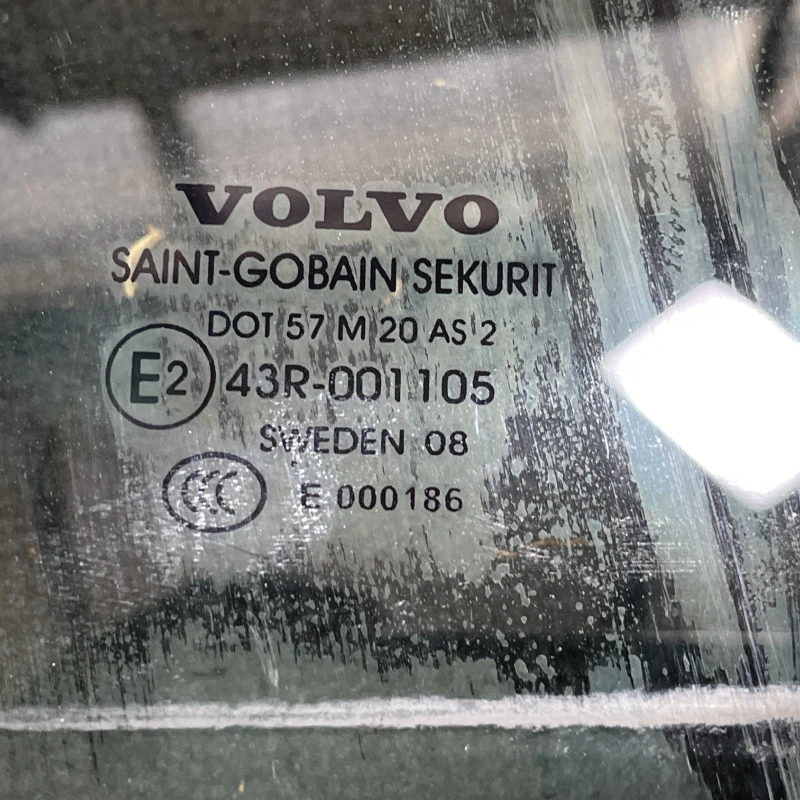 VOLVO
SAINT-GOBAIN SEKURIT
DOT 57 M 20 AS 2
E2 43R-001105
SWEDEN 08
CCC E 000186